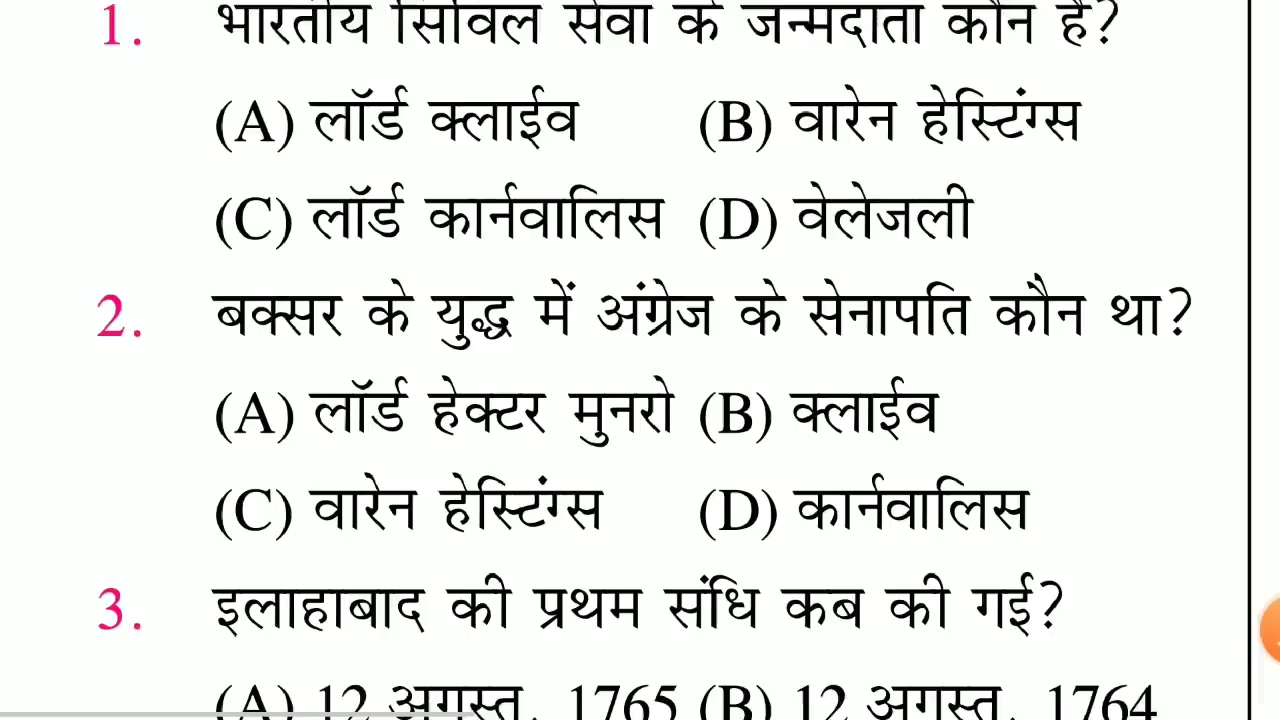 1. भारतीय सिविल सेवा के जन्मदाता कौन है?
(A) लॉर्ड क्लाईव (B) वारेन हेस्टिंग्स
(C) लॉर्ड कार्नवालिस (D) वेलेजली
2. बक्सर के युद्ध में अंग्रेज के सेनापति कौन था?
(A) लॉर्ड हेक्टर मुनरो (B) क्लाईव
(C) वारेन हेस्टिंग्स (D) कार्नवालिस
3. इलाहाबाद की प्रथम संधि कब की गई?
(A) 12 अगस्त, 1765 (B) 12 अगस्त, 1764